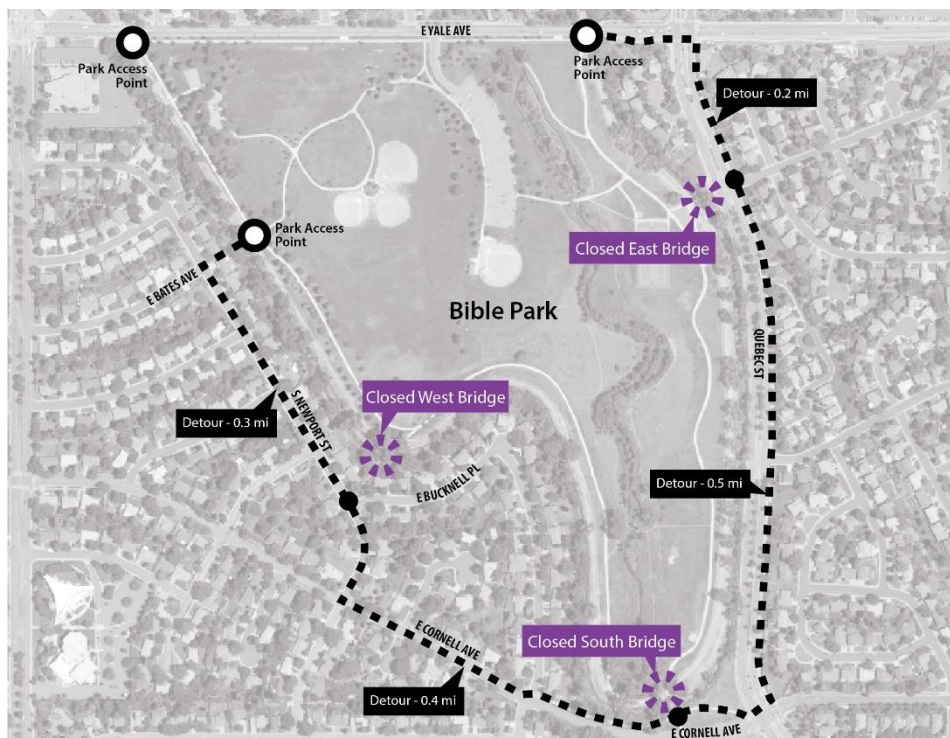 E YALE AVE
Park Access
Point
Park Access
Point
Detour - 0.2 mi
Closed East Bridge
Park Access
Point
E BATES AVE
Bible Park
QUEBEC ST
Closed West Bridge
S NEWPORT ST
Detour - 0.3 mi
E BUCKNELL PL
Detour - 0.5 mi
E CORNELL AVE
Closed South Bridge
Detour - 0.4 mi
E CORNELL AVE